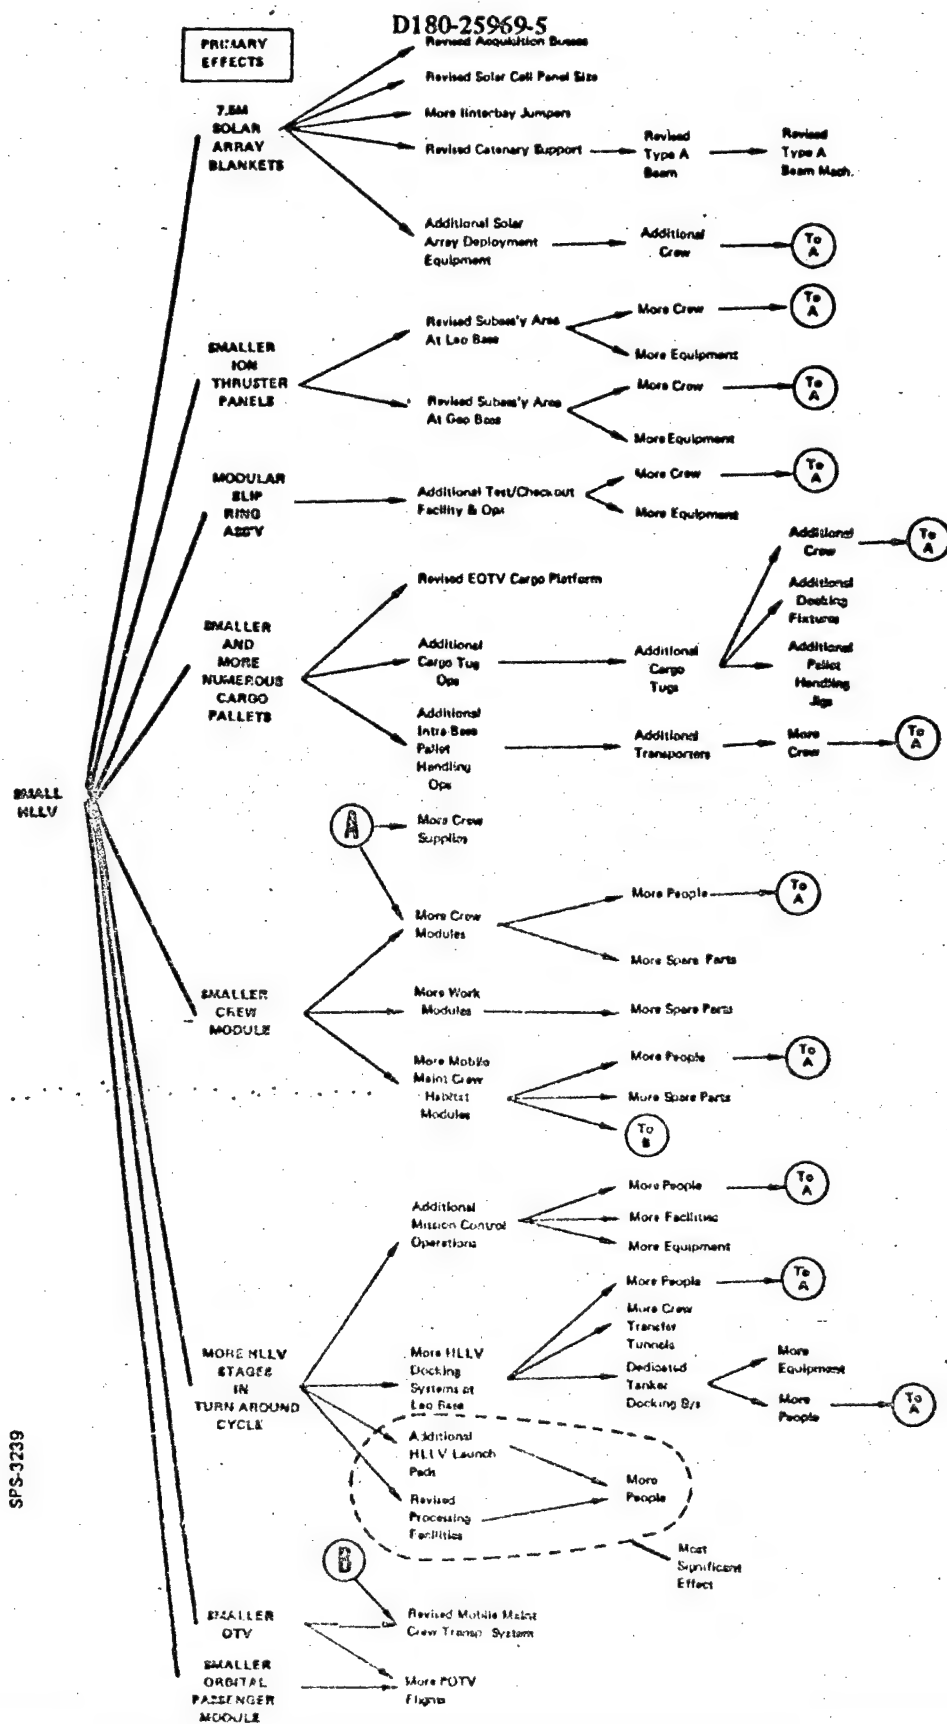 D180-25969-5
PRIMARY
EFFECTS
Revised Acquisition Busses
Revised Solar Cell Panel Size
7.5M
SOLAR
ARRAY
BLANKETS
More Iinterbay Jumpers
Revised Catenary Support
Revised
Type A
Beam
Revised
Type A
Beam Mach.
Additional Solar
Array Deployment
Equipment
Additional
Crew
To
A
SMALLER
ION
THRUSTER
PANELS
Revised Subass'y Area
At Leo Base
More Crew
To
A
More Equipment
Revised Subass'y Area
At Geo Base
More Crew
To
A
More Equipment
MODULAR
SLIP
RING
ASS'Y
Additional Test/Checkout
Facility & Ops
More Crew
To
A
More Equipment
SMALLER
AND
MORE
NUMEROUS
CARGO
PALLETS
Revised EOTV Cargo Platform
Additional
Cargo Tug
Ops
Additional
Cargo
Tugs
Additional
Crew
To
A
Additional
Docking
Fixtures
Additional
Pallet
Handling
Jigs
Additional
Intra-Base
Pallet
Handling
Ops
Additional
Transporters
More
Crew
To
A
SMALL
HLLV
A
More Crew
Supplies
SMALLER
CREW
MODULE
More Crew
Modules
More People
To
A
More Spare Parts
More Work
Modules
More Spare Parts
More Mobile
Maint Crew
Habitat
Modules
More People
To
A
More Spare Parts
To
B
MORE HLLV
STAGES
IN
TURN AROUND
CYCLE
Additional
Mission Control
Operations
More People
To
A
More Facilities
More Equipment
More HLLV
Docking
Systems at
Leo Base
More People
To
A
More Crew
Transfer
Tunnels
Dedicated
Tanker
Docking S/s
More
Equipment
More
People
To
A
Additional
HLLV Launch
Pads
Revised
Processing
Facilities
More
People
Most
Significant
Effect
B
SMALLER
OTV
Revised Mobile Maint
Crew Transp. System
SMALLER
ORBITAL
PASSENGER
MODULE
More POTV
Flights
SPS-3239